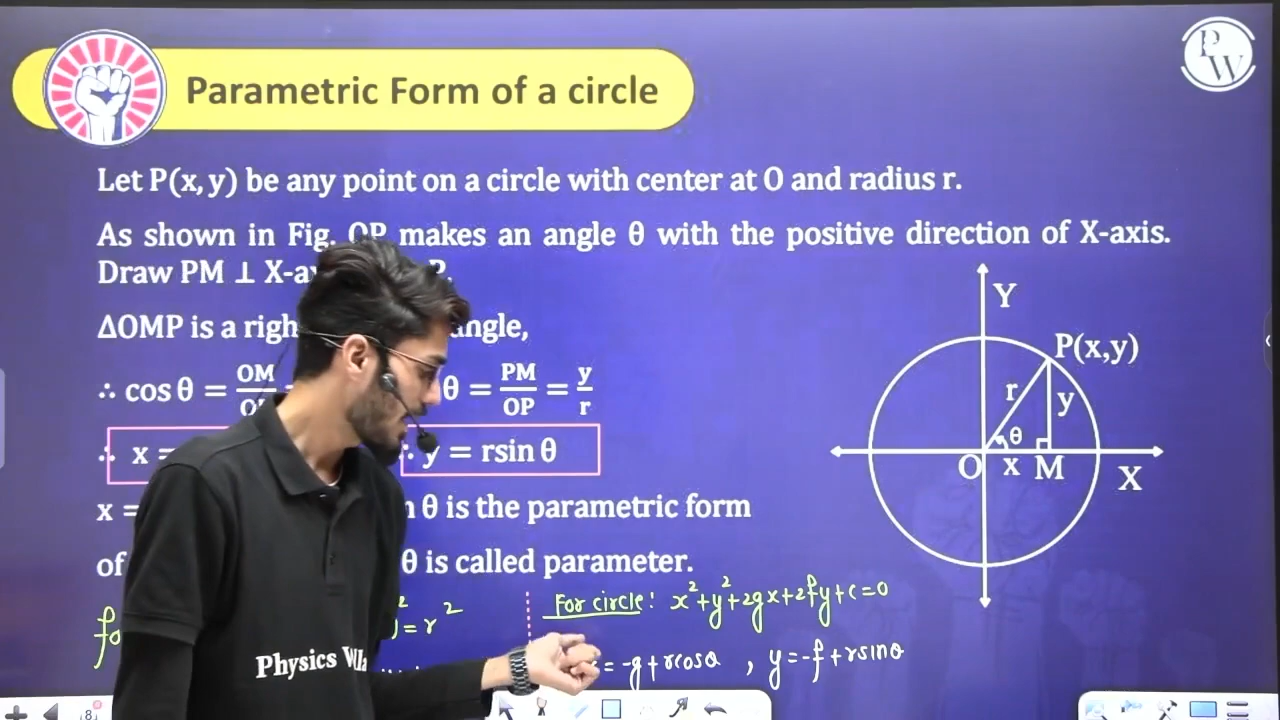 Parametric Form of a circle
PW
Let P(x, y) be any point on a circle with center at O and radius r.
As shown in Fig. OP makes an angle θ with the positive direction of X-axis.
Draw PM ⊥ X-
ΔOMP is a angle,
∴ cos θ = OM θ = PM/OP = y/r
∴ x = ∴ y = rsin θ
x = θ is the parametric form
of θ is called parameter.
= r²
For circle: x²+y²+2gx+2fy+c=0
= -g+rcosθ , y=-f+rsinθ
Y
P(x,y)
r y
θ
O x M X
Physics
8